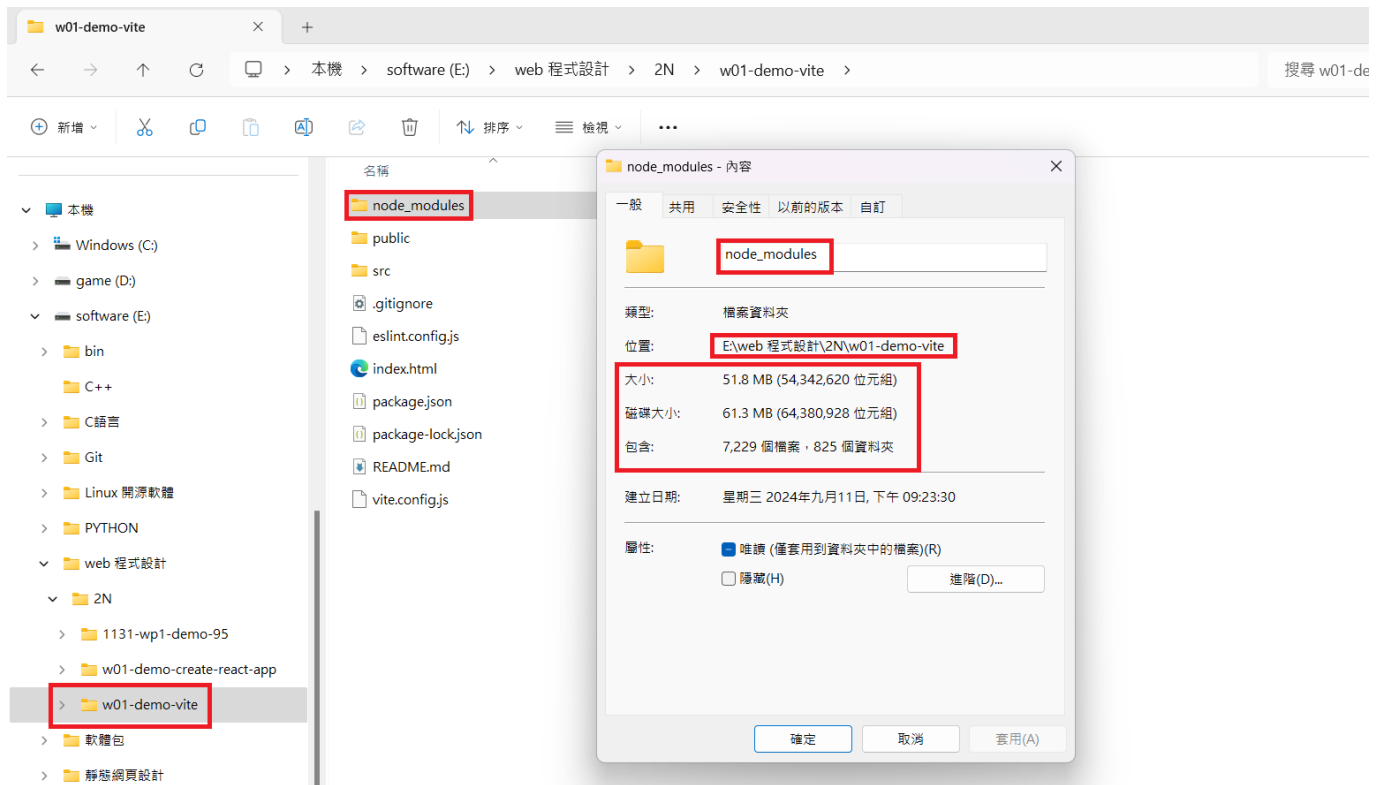 w01-demo-vite
本機 software (E:) web 程式設計 2N w01-demo-vite
搜尋 w01-de
新增 排序 檢視
名稱
本機
Windows (C:)
game (D:)
software (E:)
bin
C++
C語言
Git
Linux 開源軟體
PYTHON
web 程式設計
2N
1131-wp1-demo-95
w01-demo-create-react-app
w01-demo-vite
軟體包
靜態網頁設計
node_modules
public
src
.gitignore
eslint.config.js
index.html
package.json
package-lock.json
README.md
vite.config.js
node_modules - 內容
一般 共用 安全性 以前的版本 自訂
node_modules
類型: 檔案資料夾
位置: E:\web 程式設計\2N\w01-demo-vite
大小: 51.8 MB (54,342,620 位元組)
磁碟大小: 61.3 MB (64,380,928 位元組)
包含: 7,229 個檔案，825 個資料夾
建立日期: 星期三 2024年九月11日, 下午 09:23:30
屬性: 唯讀 (僅套用到資料夾中的檔案)(R)
隱藏(H) 進階(D)...
確定 取消 套用(A)